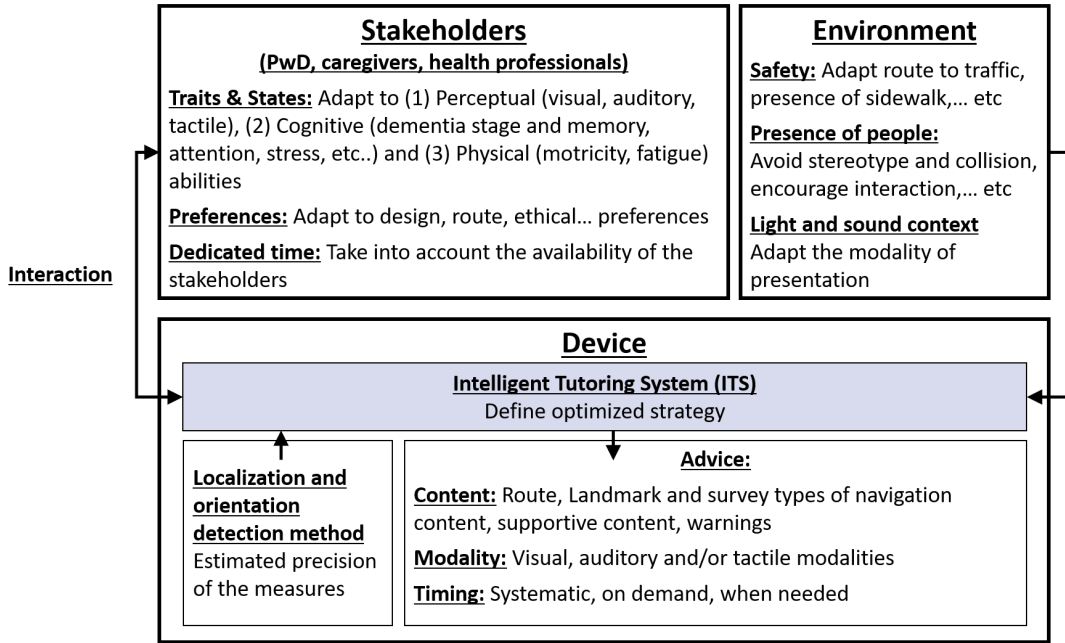 Stakeholders
(PwD, caregivers, health professionals)
Traits & States: Adapt to (1) Perceptual (visual, auditory,
tactile), (2) Cognitive (dementia stage and memory,
attention, stress, etc..) and (3) Physical (motricity, fatigue)
abilities
Preferences: Adapt to design, route, ethical... preferences
Dedicated time: Take into account the availability of the
stakeholders
Environment
Safety: Adapt route to traffic,
presence of sidewalk,... etc
Presence of people:
Avoid stereotype and collision,
encourage interaction,... etc
Light and sound context
Adapt the modality of
presentation
Interaction
Device
Intelligent Tutoring System (ITS)
Define optimized strategy
Localization and
orientation
detection method
Estimated precision
of the measures
Advice:
Content: Route, Landmark and survey types of navigation
content, supportive content, warnings
Modality: Visual, auditory and/or tactile modalities
Timing: Systematic, on demand, when needed